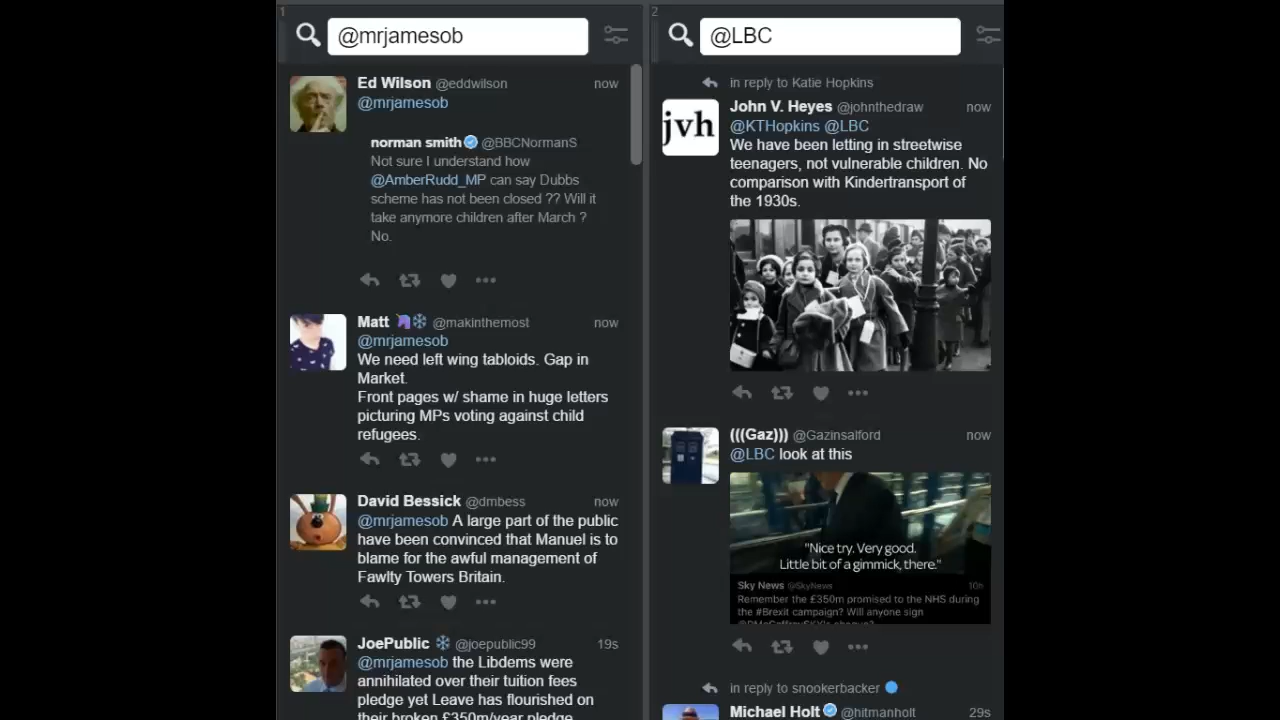 1
@mrjamesob
Ed Wilson @eddwilson now
@mrjamesob
norman smith @BBCNormanS
Not sure I understand how
@AmberRudd_MP can say Dubbs
scheme has not been closed ?? Will it
take anymore children after March ?
No.
Matt @makinthemost now
@mrjamesob
We need left wing tabloids. Gap in
Market.
Front pages w/ shame in huge letters
picturing MPs voting against child
refugees.
David Bessick @dmbess now
@mrjamesob A large part of the public
have been convinced that Manuel is to
blame for the awful management of
Fawlty Towers Britain.
JoePublic @joepublic99 19s
@mrjamesob the Libdems were
annihilated over their tuition fees
pledge yet Leave has flourished on
their broken £350m/year pledge
2
@LBC
in reply to Katie Hopkins
jvh
John V. Heyes @johnthedraw now
@KTHopkins @LBC
We have been letting in streetwise
teenagers, not vulnerable children. No
comparison with Kindertransport of
the 1930s.
(((Gaz))) @Gazinsalford now
@LBC look at this
"Nice try. Very good.
Little bit of a gimmick, there."
Sky News @SkyNews 10h
Remember the £350m promised to the NHS during
the #Brexit campaign? Will anyone sign
in reply to snookerbacker
Michael Holt @hitmanholt 29s